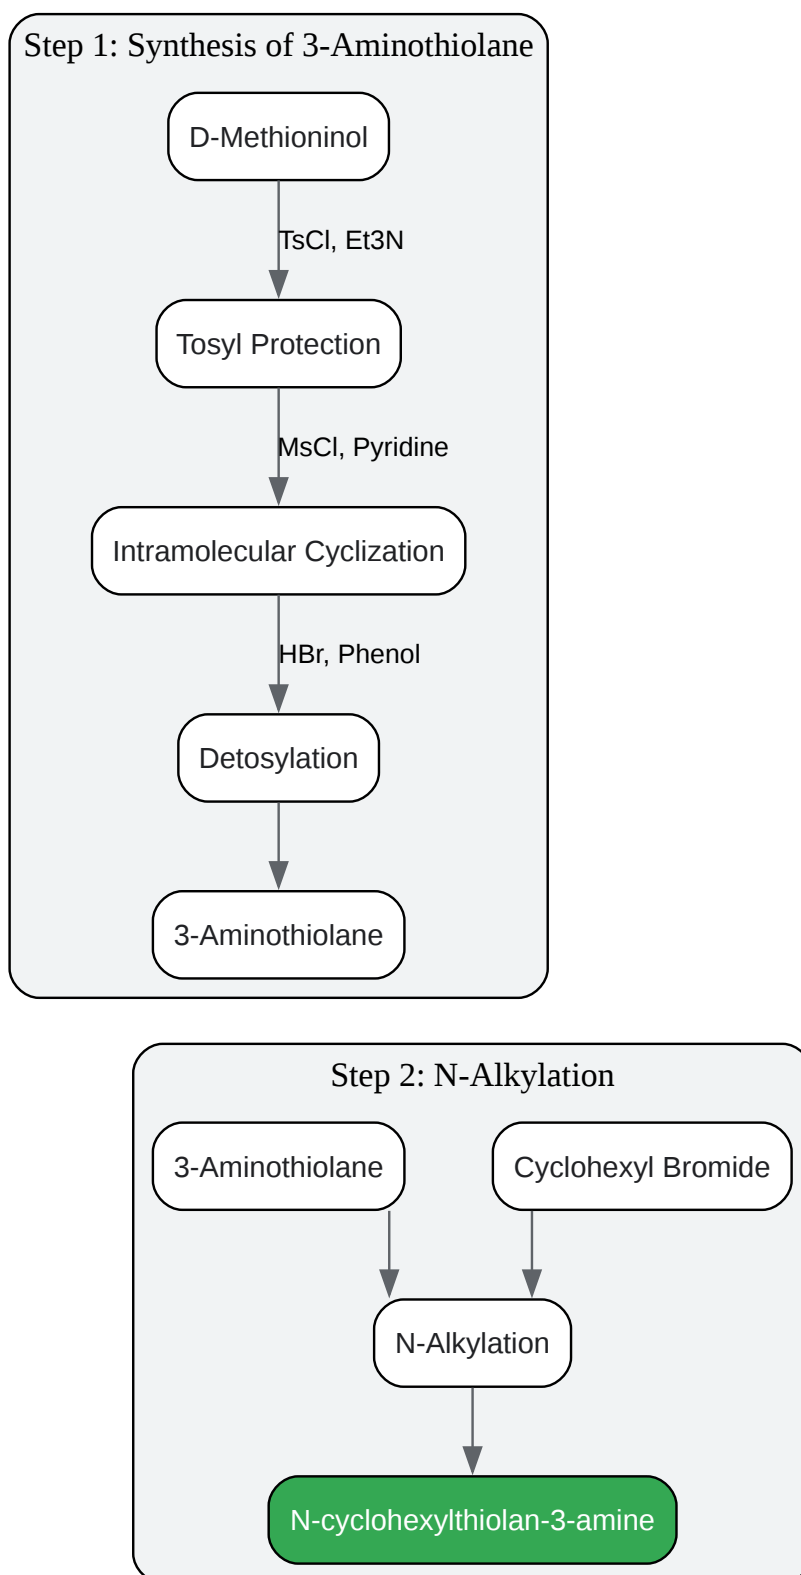 Step 1: Synthesis of 3-Aminothiolane
D-Methioninol
TsCl, Et3N
Tosyl Protection
MsCl, Pyridine
Intramolecular Cyclization
HBr, Phenol
Detosylation
3-Aminothiolane
Step 2: N-Alkylation
3-Aminothiolane
Cyclohexyl Bromide
N-Alkylation
N-cyclohexylthiolan-3-amine